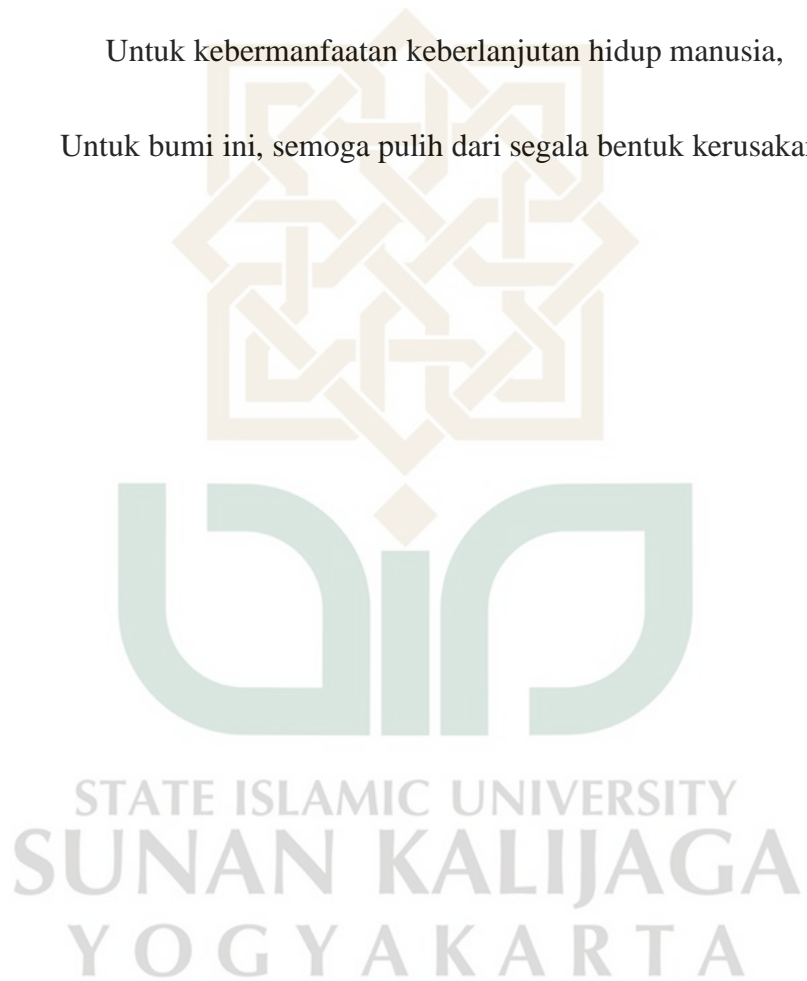 Untuk kebermanfaatan keberlanjutan hidup manusia,
Untuk bumi ini, semoga pulih dari segala bentuk
STATE ISLAMIC UNIVERSITY
SUNAN KALIJAGA
YOGYAKARTA